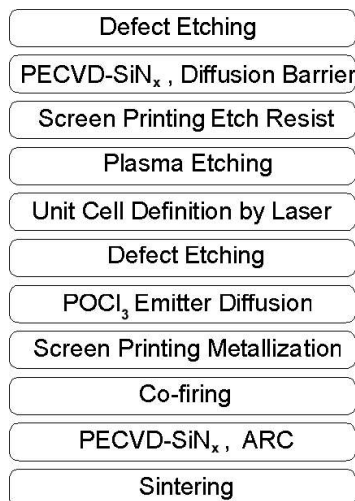 Defect Etching
PECVD-SiNₓ , Diffusion Barrier
Screen Printing Etch Resist
Plasma Etching
Unit Cell Definition by Laser
Defect Etching
POCl₃ Emitter Diffusion
Screen Printing Metallization
Co-firing
PECVD-SiNₓ , ARC
Sintering